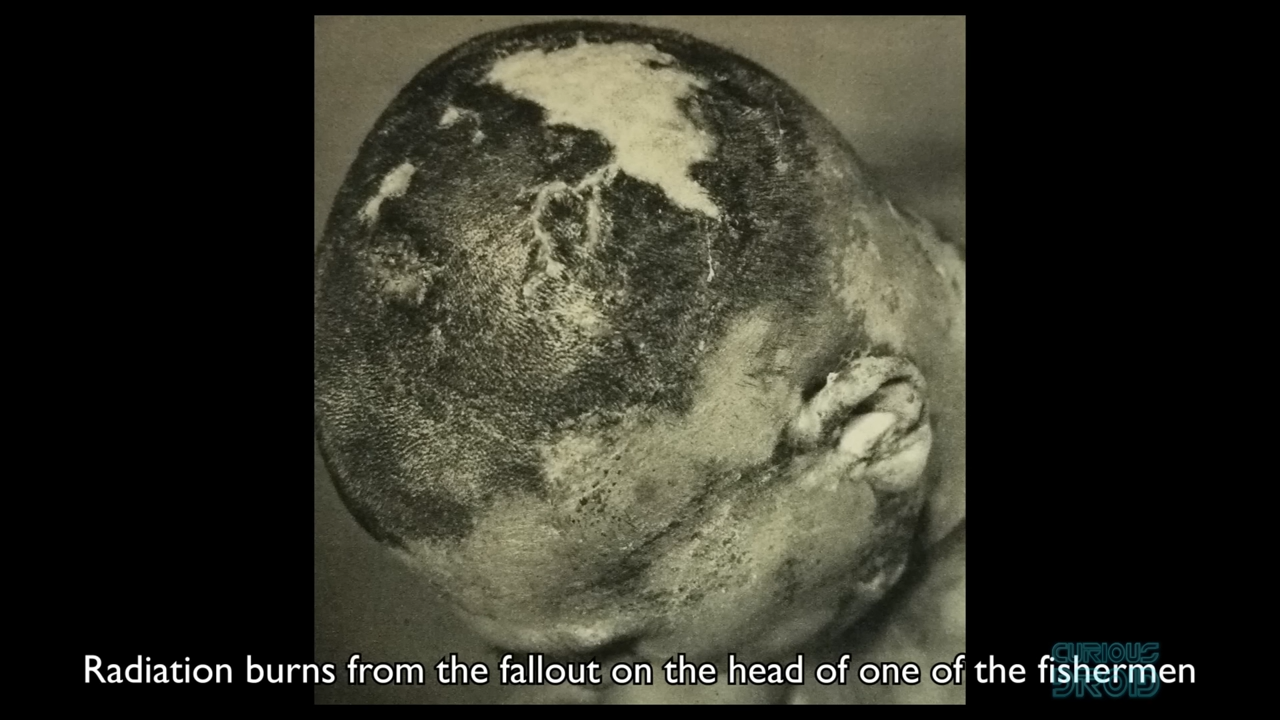 Radiation burns from the fallout on the head of one of the fishermen
CURIOUS
DROID